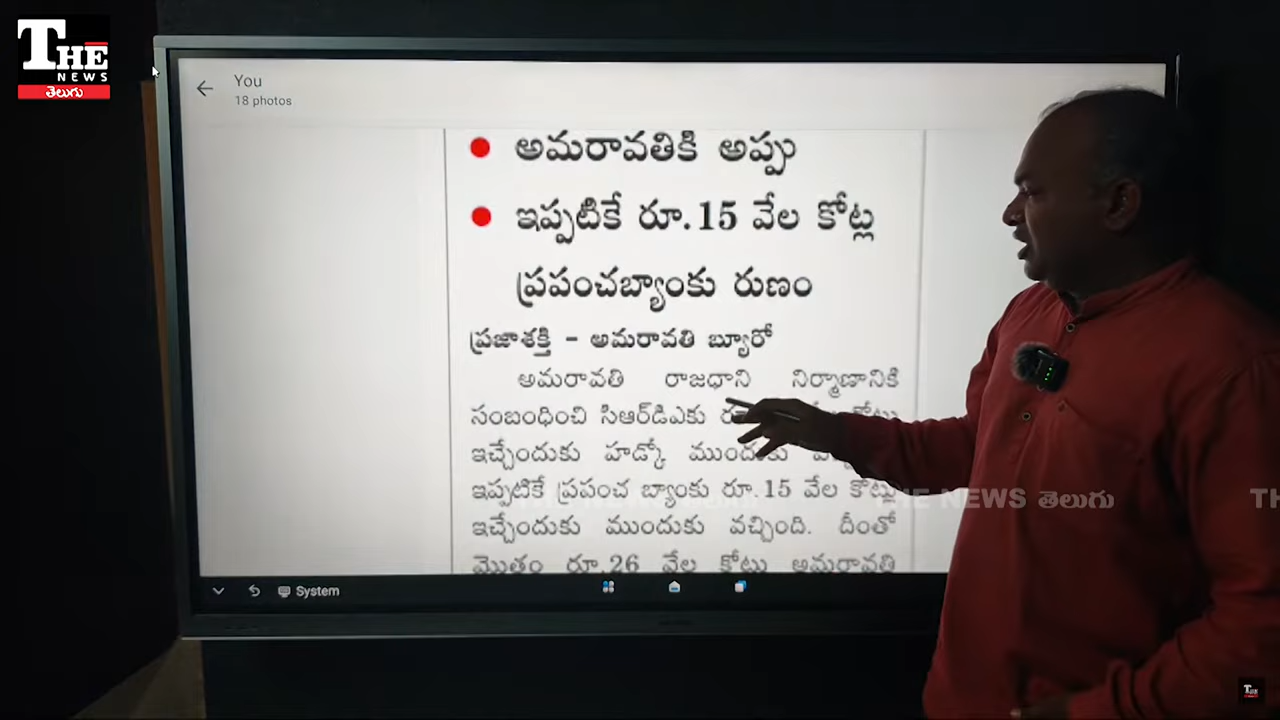 THE
NEWS
తెలుగు
You
18 photos
అమరావతికి అప్పు
ఇప్పటికే రూ.15 వేల కోట్ల
ప్రపంచబ్యాంకు రుణం
ప్రజాశక్తి - అమరావతి బ్యూరో
అమరావతి రాజధాని నిర్మాణానికి
సంబంధించి సిఆర్‌డిఎకు
ఇచ్చేందుకు హడ్కో ముందుకు
ఇప్పటికే ప్రపంచ బ్యాంకు రూ.15 వేల కోట్లు
ఇచ్చేందుకు ముందుకు వచ్చింది. దీంతో
మొత్తం రూ.26 వేల కోట్లు అమరావతి
THE NEWS తెలుగు
System